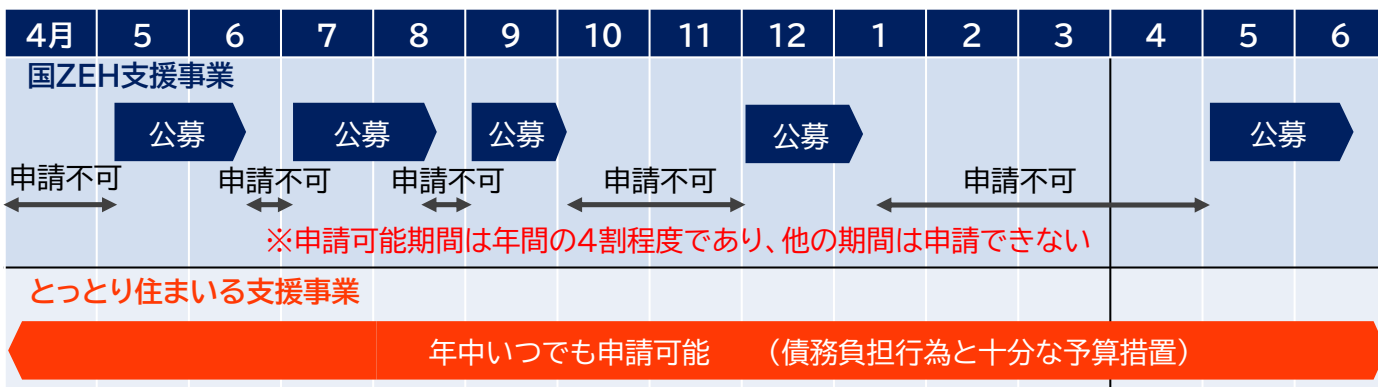 4月 5 6 7 8 9 10 11 12 1 2 3 4 5 6
国ZEH支援事業
公募 公募 公募 公募 公募
申請不可 申請不可 申請不可 申請不可 申請不可
※申請可能期間は年間の4割程度であり、他の期間は申請できない
とっとり住まいる支援事業
年中いつでも申請可能 (債務負担行為と十分な予算措置)